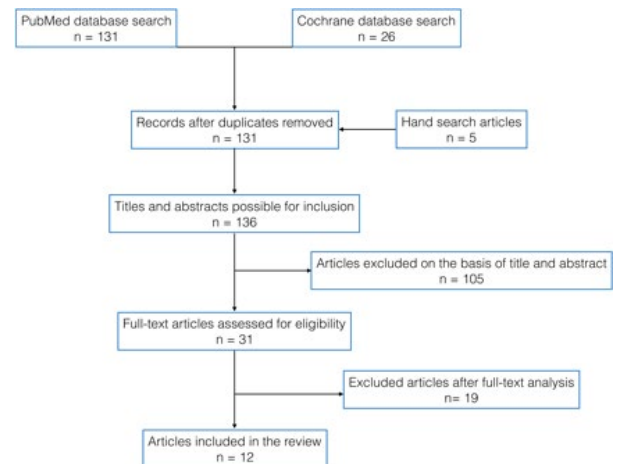 PubMed database search
n = 131
Cochrane database search
n = 26
Records after duplicates removed
n = 131
Hand search articles
n = 5
Titles and abstracts possible for inclusion
n = 136
Articles excluded on the basis of title and abstract
n = 105
Full-text articles assessed for eligibility
n = 31
Excluded articles after full-text analysis
n= 19
Articles included in the review
n = 12